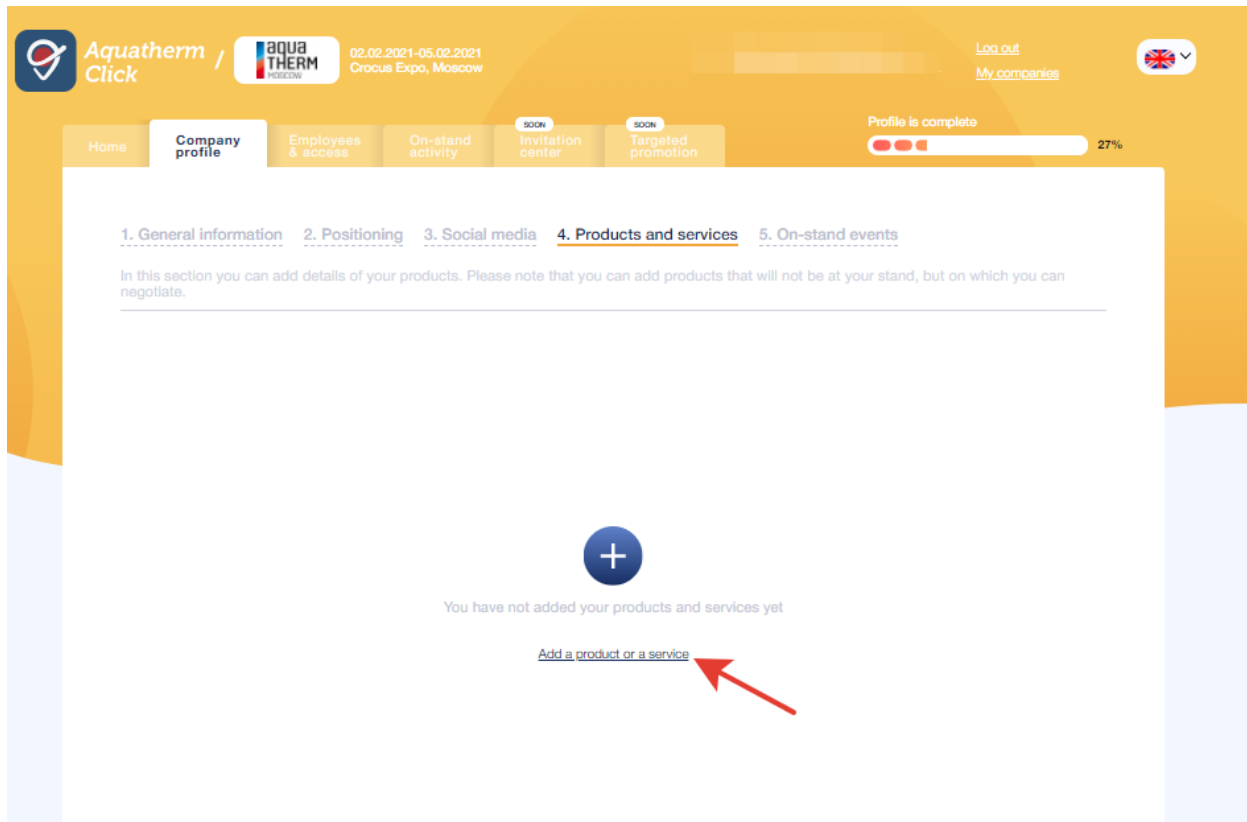 Aquatherm
Click
/
aqua
THERM
MOSCOW
02.02.2021-05.02.2021
Crocus Expo, Moscow
Log out
My companies
Home
Company
profile
Employees
& access
On-stand
activity
SOON
Invitation
center
SOON
Targeted
promotion
Profile is complete
27%
1. General information 2. Positioning 3. Social media 4. Products and services 5. On-stand events
In this section you can add details of your products. Please note that you can add products that will not be at your stand, but on which you can
negotiate.
You have not added your products and services yet
Add a product or a service